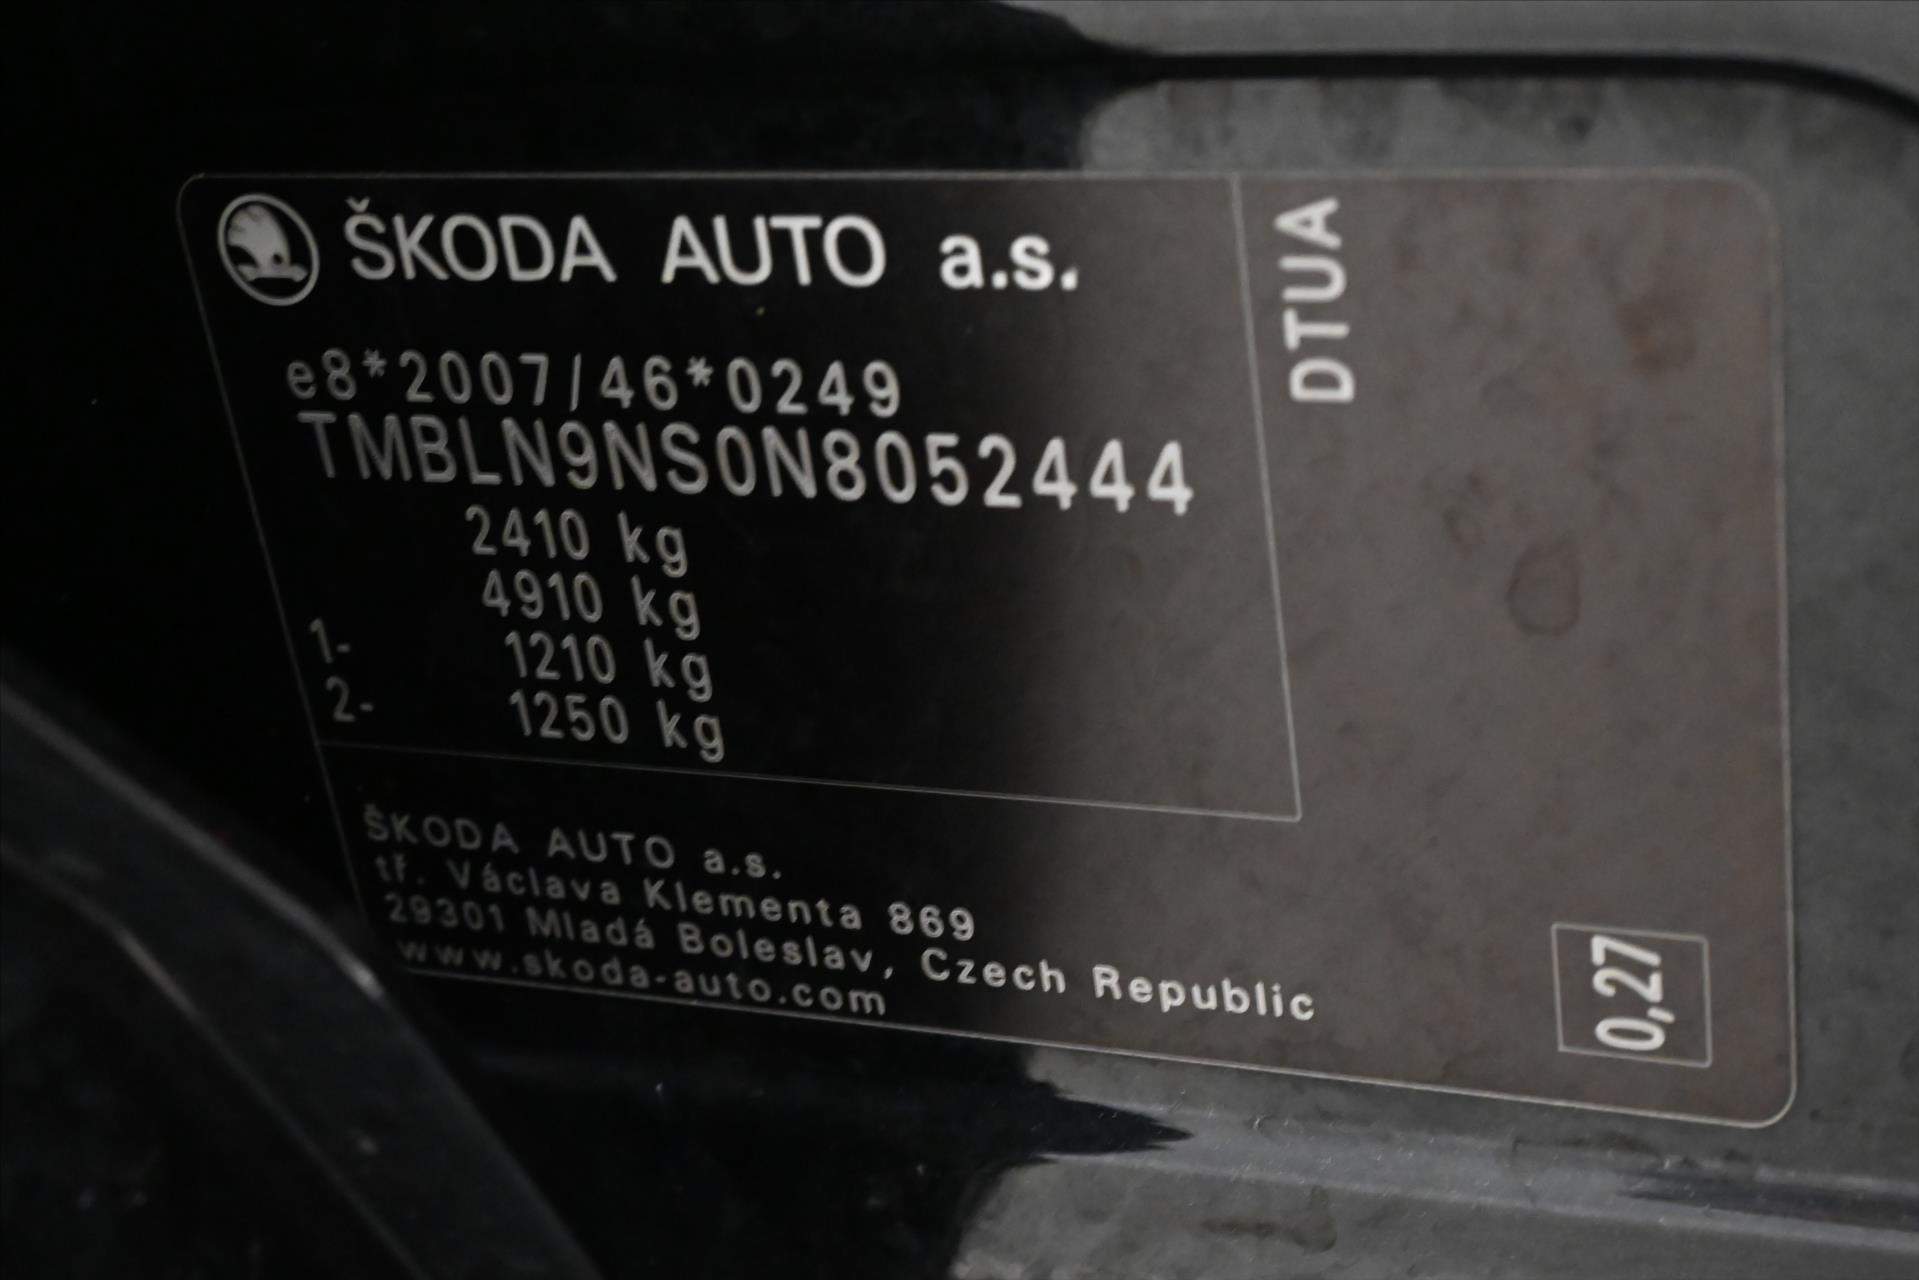 ŠKODA AUTO a.s.
e8*2007/46*0249
TMBLN9NS0N8052444
2410 kg
4910 kg
1- 1210 kg
2- 1250 kg
DTUA
ŠKODA AUTO a.s.
tř. Václava Klementa 869
29301 Mladá Boleslav, Czech Republic
www.skoda-auto.com
0,27